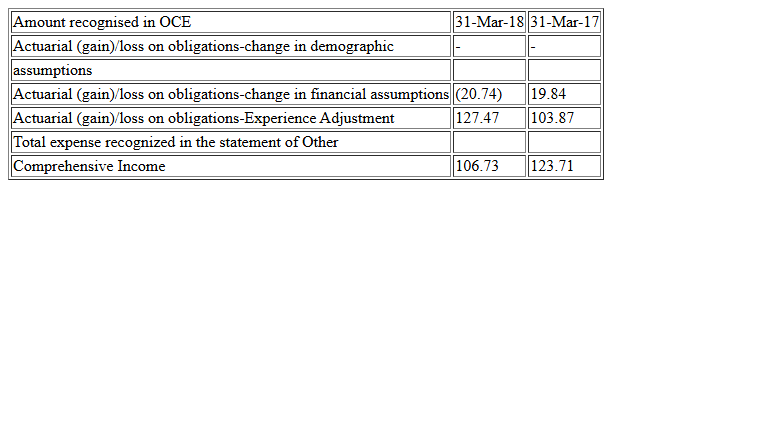 Amount recognised in OCE 31-Mar-18 31-Mar-17
Actuarial (gain)/loss on obligations-change in demographic - -
assumptions
Actuarial (gain)/loss on obligations-change in financial assumptions (20.74) 19.84
Actuarial (gain)/loss on obligations-Experience Adjustment 127.47 103.87
Total expense recognized in the statement of Other
Comprehensive Income 106.73 123.71